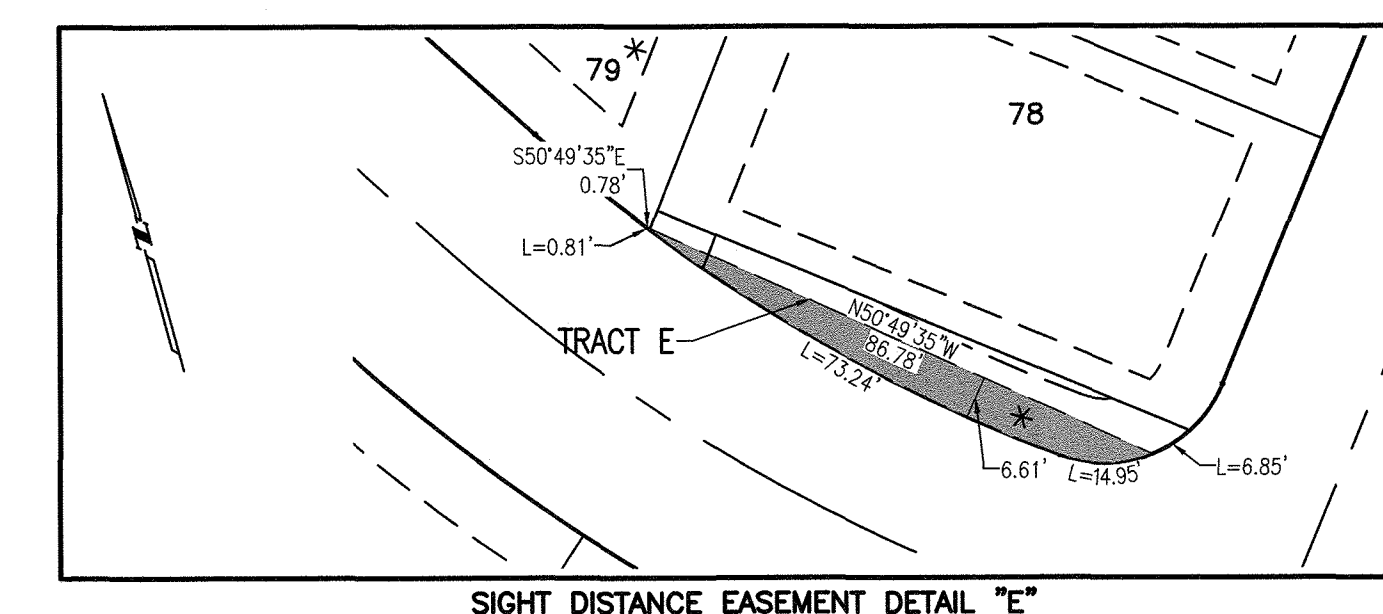 79 *
78
S50°49'35"E
0.78'
L=0.81'
N
TRACT E
N50°49'35"W
86.78'
L=73.24'
*
6.61'
L=14.95'
L=6.85'
SIGHT DISTANCE EASEMENT DETAIL "E"